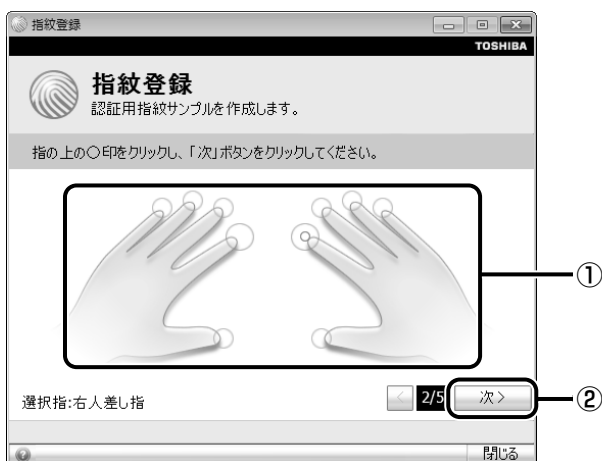 指紋登録
TOSHIBA
指紋登録
認証用指紋サンプルを作成します。
指の上の○印をクリックし、「次」ボタンをクリックしてください。
①
選択指:右人差し指
< 2/5 次 >
②
閉じる